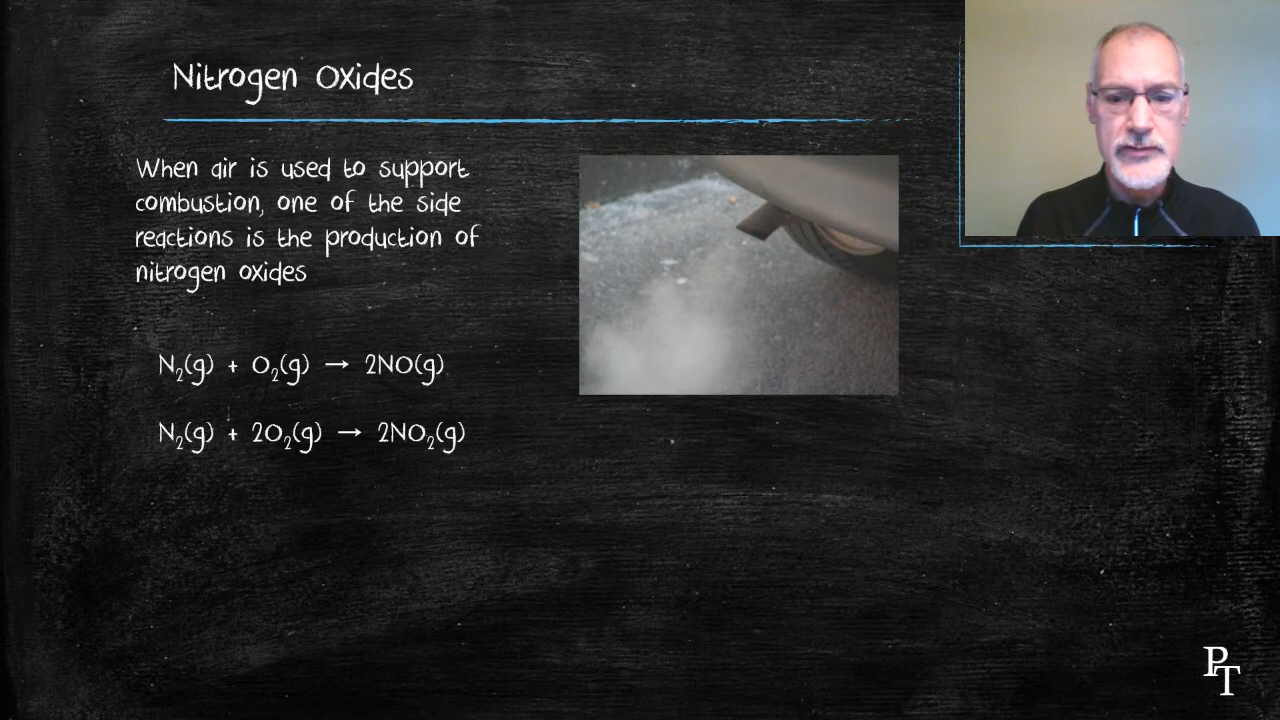 Nitrogen Oxides
When air is used to support
combustion, one of the side
reactions is the production of
nitrogen oxides
N₂(g) + O₂(g) → 2NO(g)
N₂(g) + 2O₂(g) → 2NO₂(g)
PT